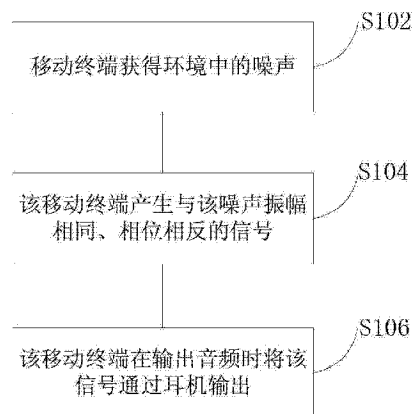 S102
移动终端获得环境中的噪声
S104
该移动终端产生与该噪声振幅
相同、相位相反的信号
S106
该移动终端在输出音频时将该
信号通过耳机输出